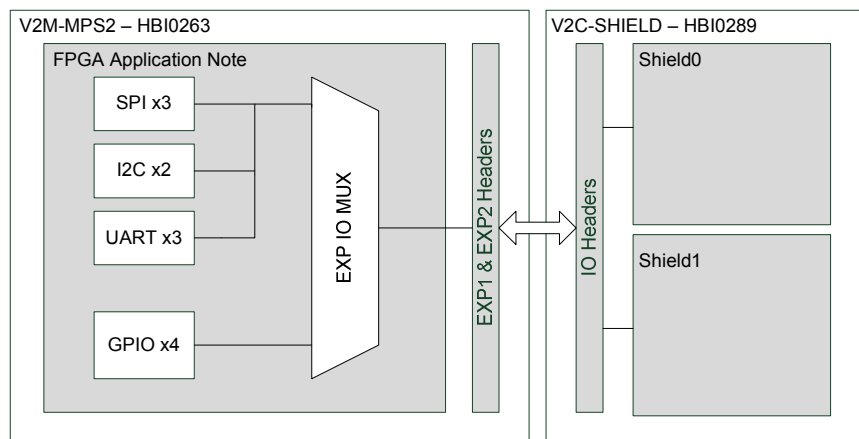 V2M-MPS2 – HBI0263
FPGA Application Note
SPI x3
I2C x2
UART x3
GPIO x4
EXP IO MUX
EXP1 & EXP2 Headers
V2C-SHIELD – HBI0289
IO Headers
Shield0
Shield1